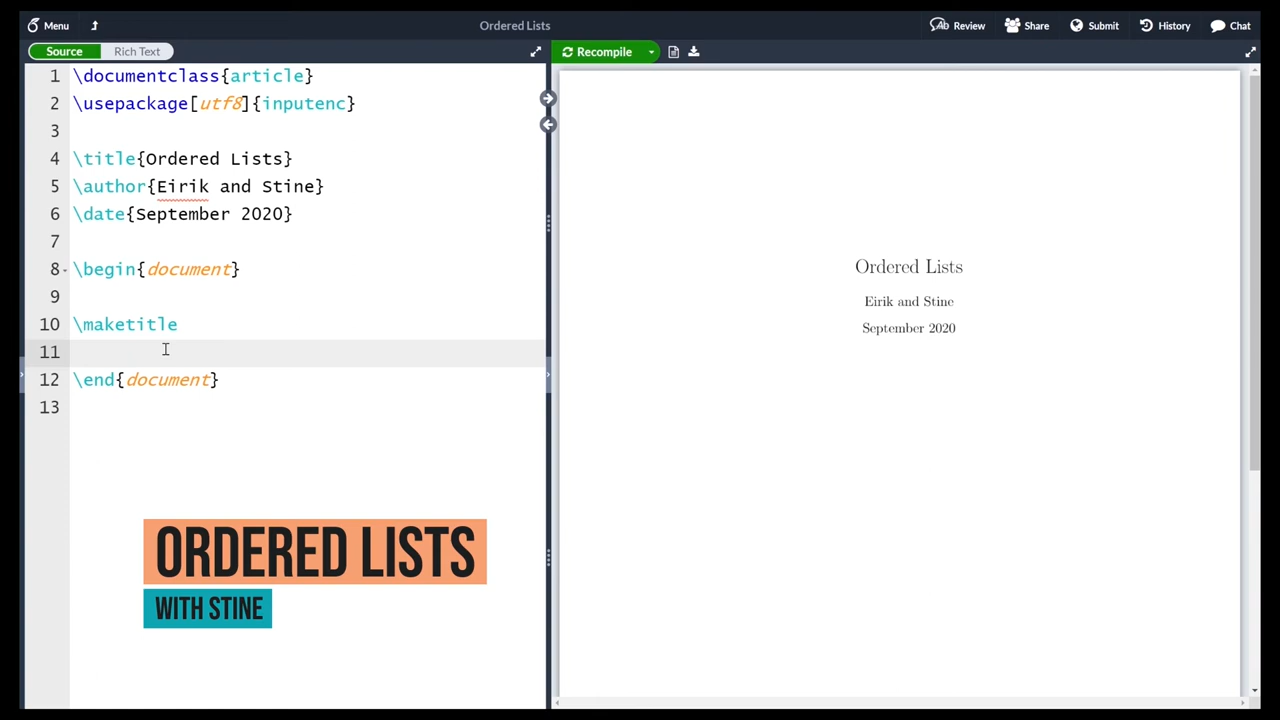 Menu
Ordered Lists
Review
Share
Submit
History
Chat
Source
Rich Text
Recompile
1 \documentclass{article}
2 \usepackage[utf8]{inputenc}
3
4 \title{Ordered Lists}
5 \author{Eirik and Stine}
6 \date{September 2020}
7
8 \begin{document}
9
10 \maketitle
11
12 \end{document}
13
Ordered Lists
Eirik and Stine
September 2020
ORDERED LISTS
WITH STINE